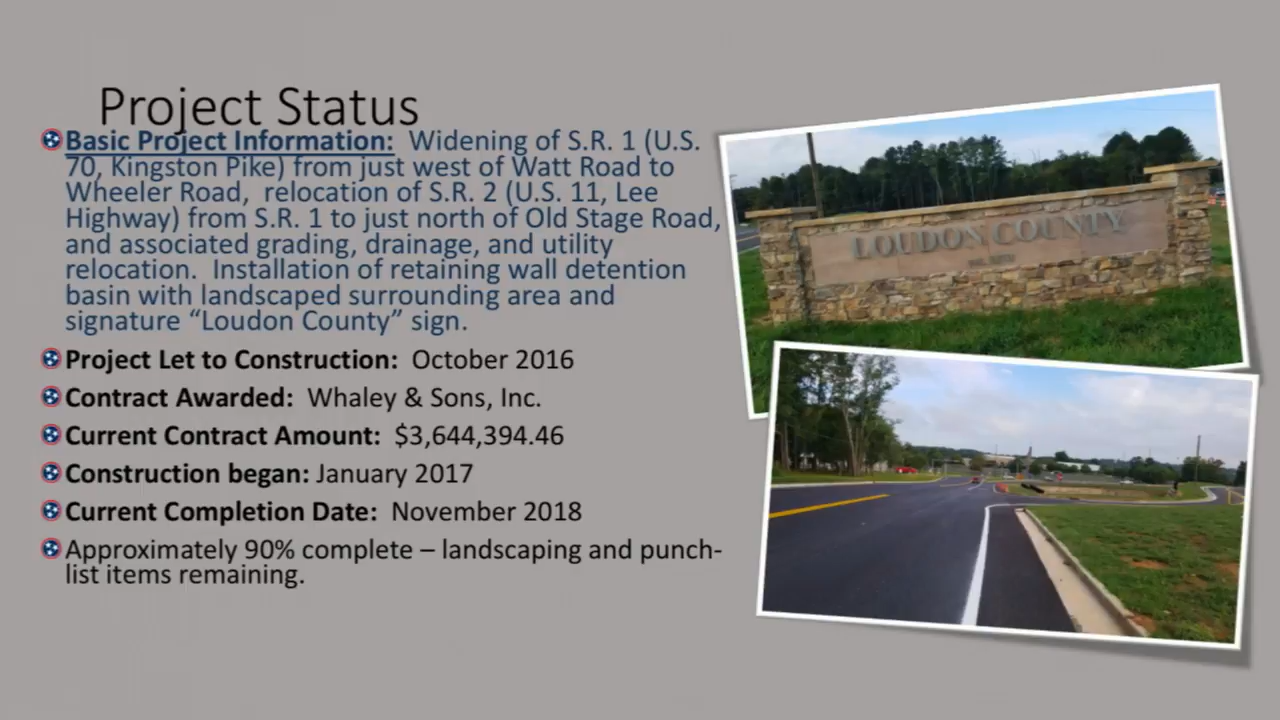 Project Status
Basic Project Information: Widening of S.R. 1 (U.S.
70, Kingston Pike) from just west of Watt Road to
Wheeler Road, relocation of S.R. 2 (U.S. 11, Lee
Highway) from S.R. 1 to just north of Old Stage Road,
and associated grading, drainage, and utility
relocation. Installation of retaining wall detention
basin with landscaped surrounding area and
signature “Loudon County” sign.
Project Let to Construction: October 2016
Contract Awarded: Whaley & Sons, Inc.
Current Contract Amount: $3,644,394.46
Construction began: January 2017
Current Completion Date: November 2018
Approximately 90% complete – landscaping and punch-
list items remaining.
LOUDON COUNTY